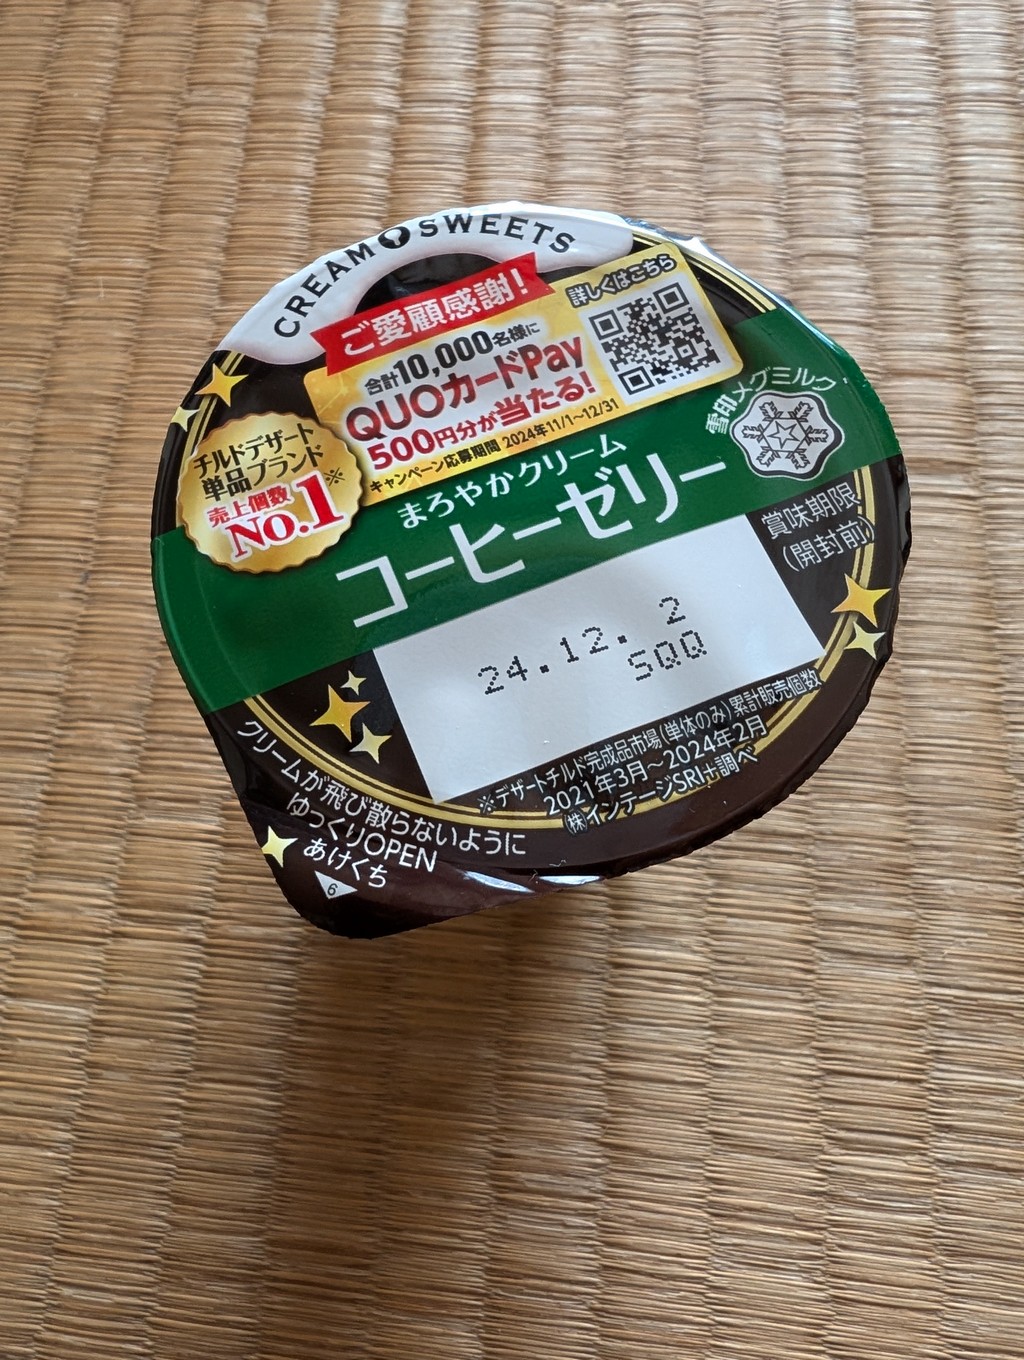 CREAM SWEETS
ご愛顧感謝!
詳しくはこちら
合計10,000名様に
QUOカードPay
500円分が当たる!
キャンペーン応募期間 2024年11/1~12/31
チルドデザート
単品ブランド※
売上個数
No.1
雪印メグミルク
まろやかクリーム
コーヒーゼリー
賞味期限
(開封前)
24.12. 2
SQQ
※デザートチルド完成品市場(単体のみ)累計販売個数
2021年3月~2024年2月
(株)インテージSRI+調べ
クリームが飛び散らないように
ゆっくりOPEN
あけくち
6